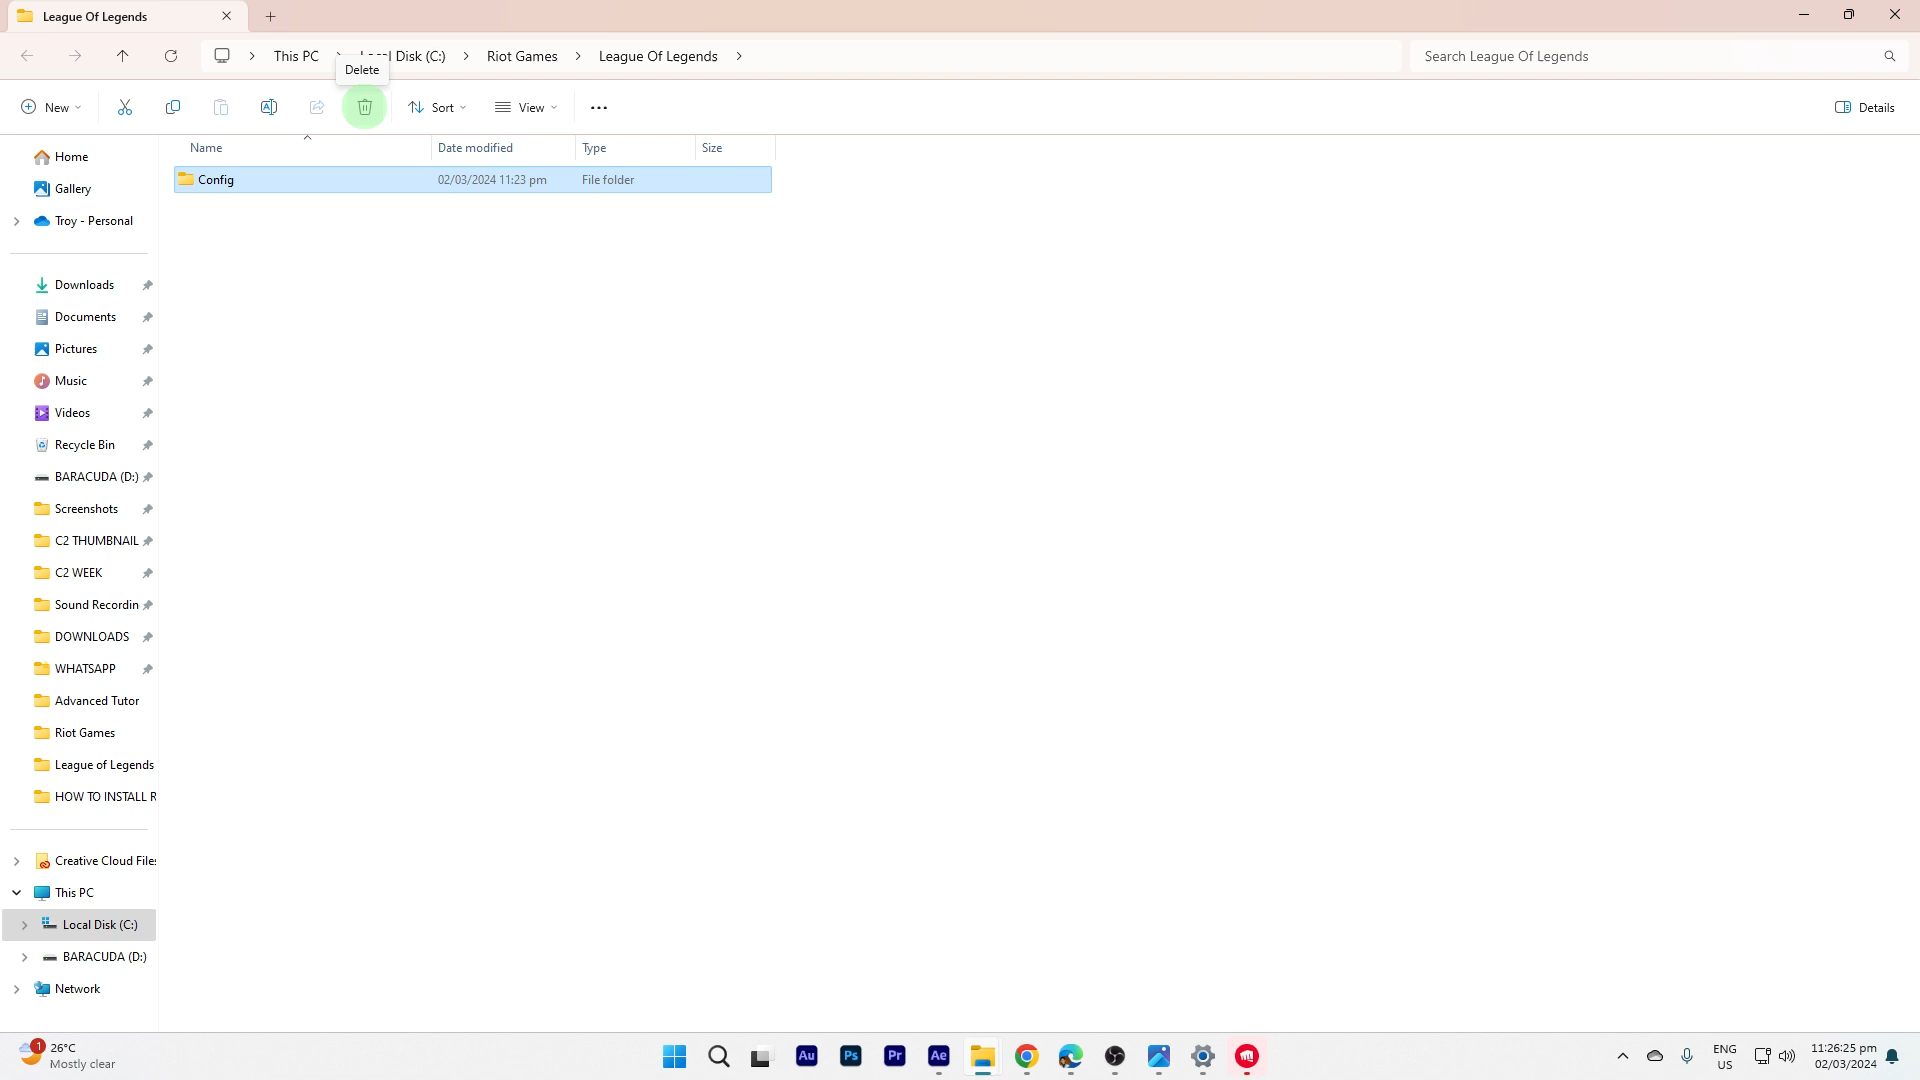 League Of Legends
This PC
Local Disk (C:)
Riot Games
League Of Legends
Search League Of Legends
Delete
New
Sort
View
Details
Name
Date modified
Type
Size
Config
02/03/2024 11:23 pm
File folder
Home
Gallery
Troy - Personal
Downloads
Documents
Pictures
Music
Videos
Recycle Bin
BARACUDA (D:)
Screenshots
C2 THUMBNAIL
C2 WEEK
Sound Recordin
DOWNLOADS
WHATSAPP
Advanced Tutor
Riot Games
League of Legends
HOW TO INSTALL R
Creative Cloud Files
This PC
Local Disk (C:)
BARACUDA (D:)
Network
1
26°C
Mostly clear
Au
Ps
Pr
Ae
ENG
US
11:26:25 pm
02/03/2024